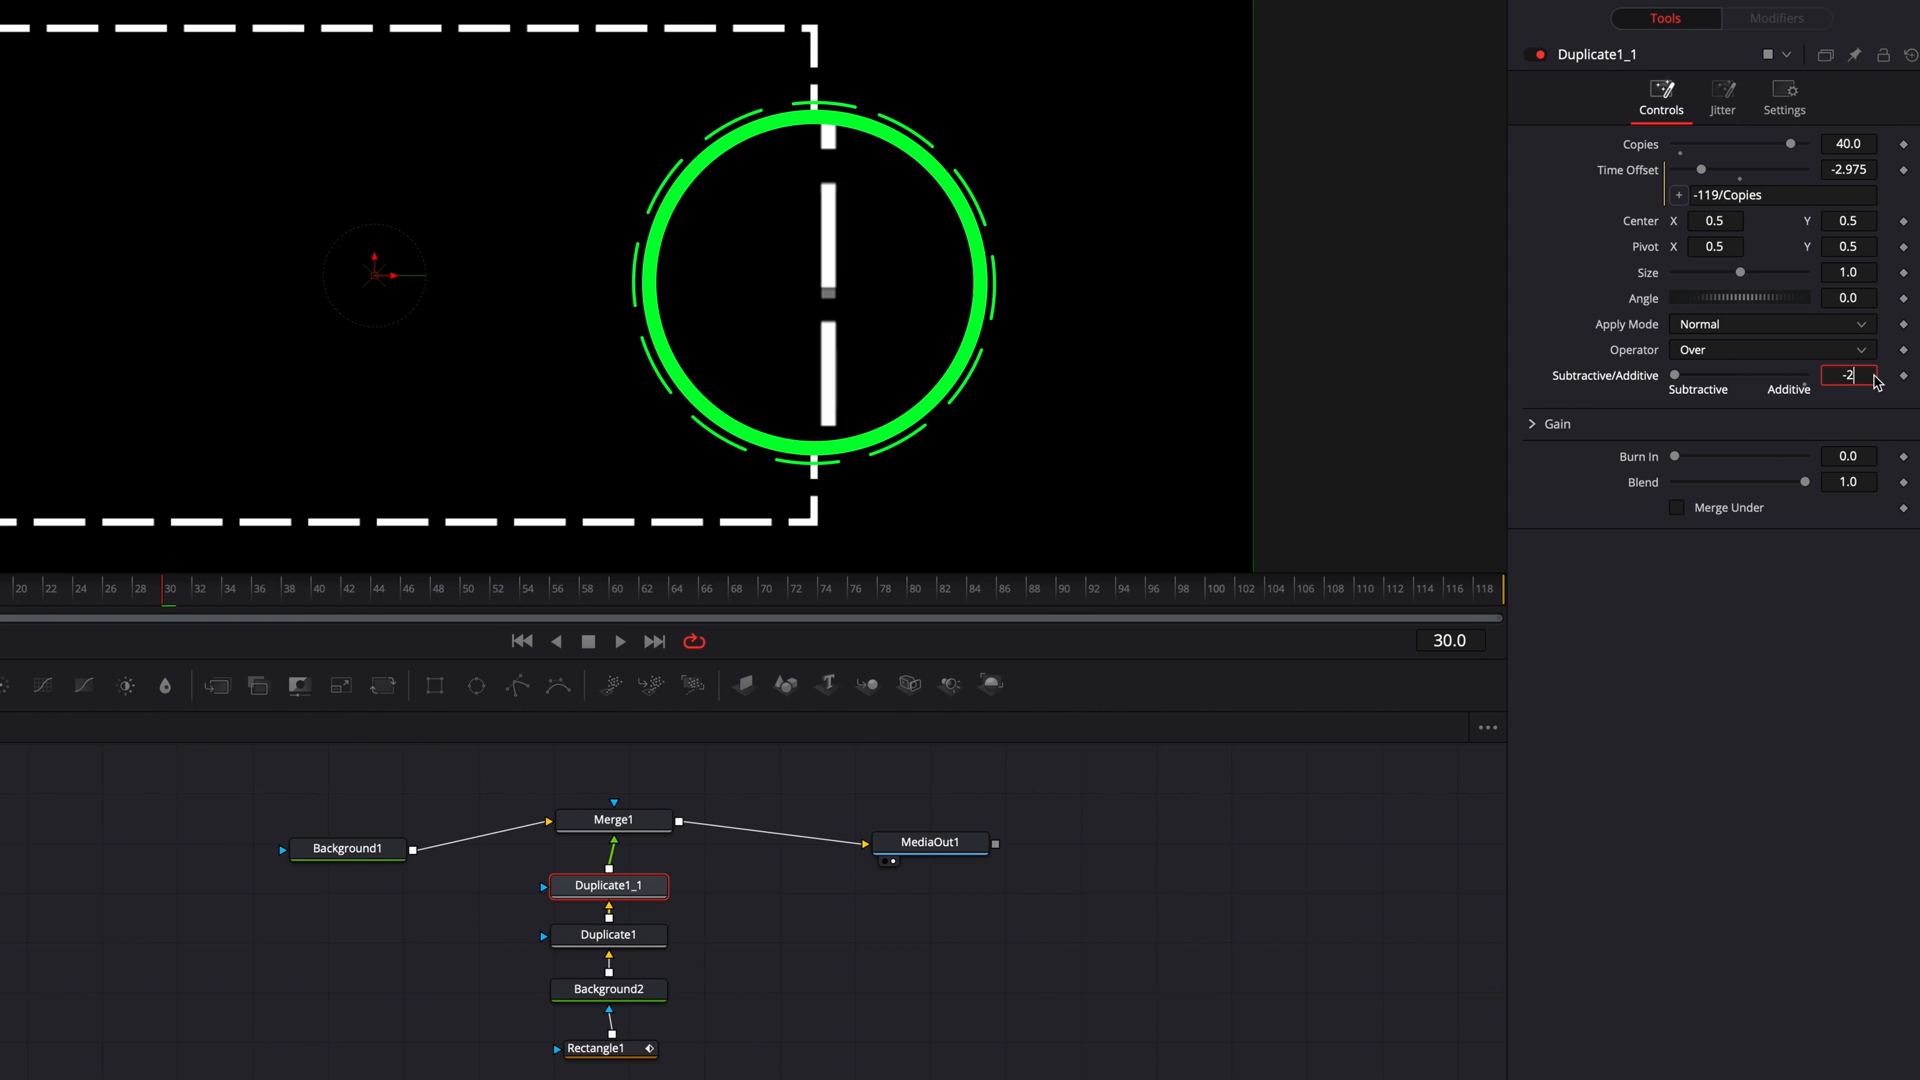 Tools Modifiers
Duplicate1_1
Controls Jitter Settings
Copies 40.0
Time Offset -2.975
+ -119/Copies
Center X 0.5 Y 0.5
Pivot X 0.5 Y 0.5
Size 1.0
Angle 0.0
Apply Mode Normal
Operator Over
Subtractive/Additive -2
Subtractive Additive
Gain
Burn In 0.0
Blend 1.0
Merge Under
20 22 24 26 28 30 32 34 36 38 40 42 44 46 48 50 52 54 56 58 60 62 64 66 68 70 72 74 76 78 80 82 84 86 88 90 92 94 96 98 100 102 104 106 108 110 112 114 116 118
30.0
Merge1
Background1
MediaOut1
Duplicate1_1
Duplicate1
Background2
Rectangle1